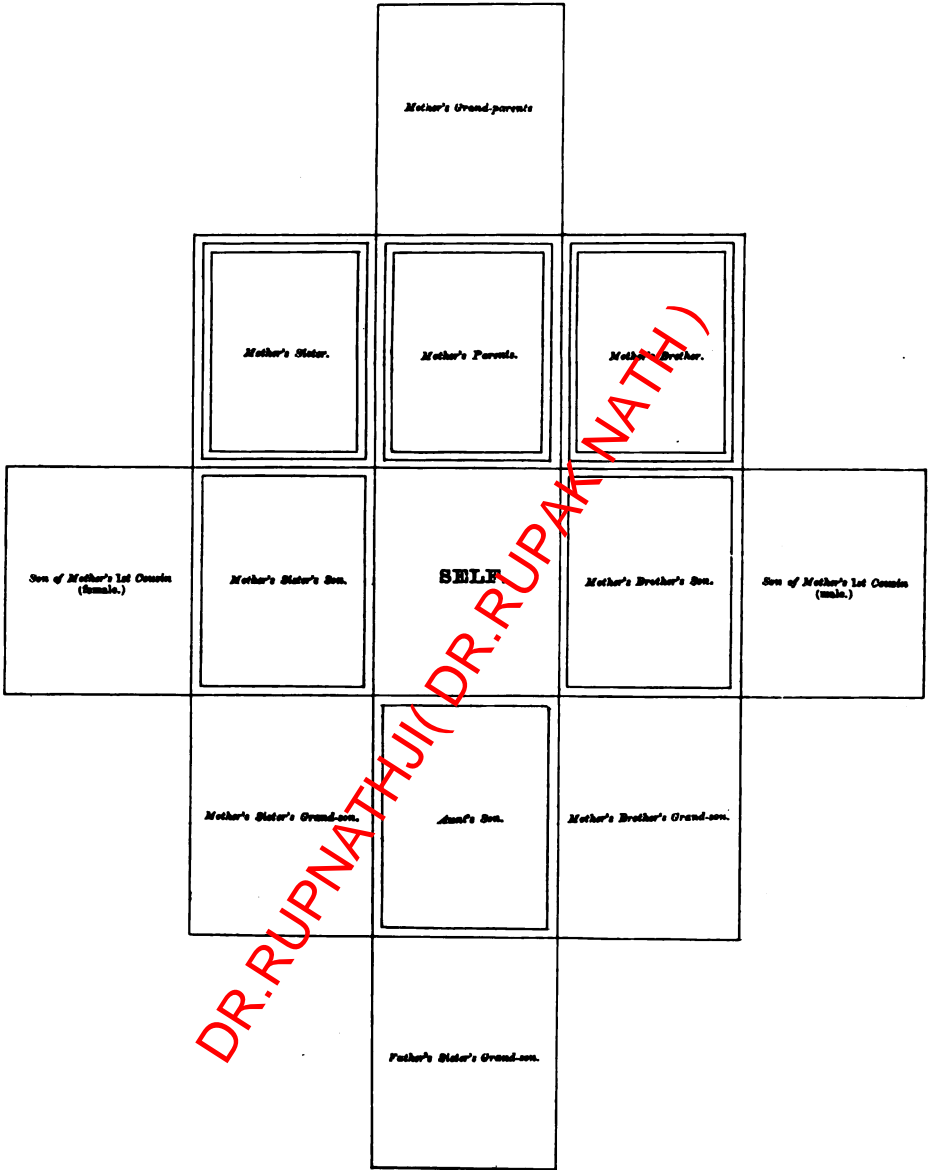 Mother's Grand-parents
Mother's Sister.
Mother's Parents.
Mother's Brother.
Son of Mother's 1st Cousin
(female.)
Mother's Sister's Son.
SELF.
Mother's Brother's Son.
Son of Mother's 1st Cousin
(male.)
Mother's Sister's Grand-son.
Aunt's Son.
Mother's Brother's Grand-son.
Father's Sister's Grand-son.
DR.RUPNATHJI( DR.RUPAK NATH )